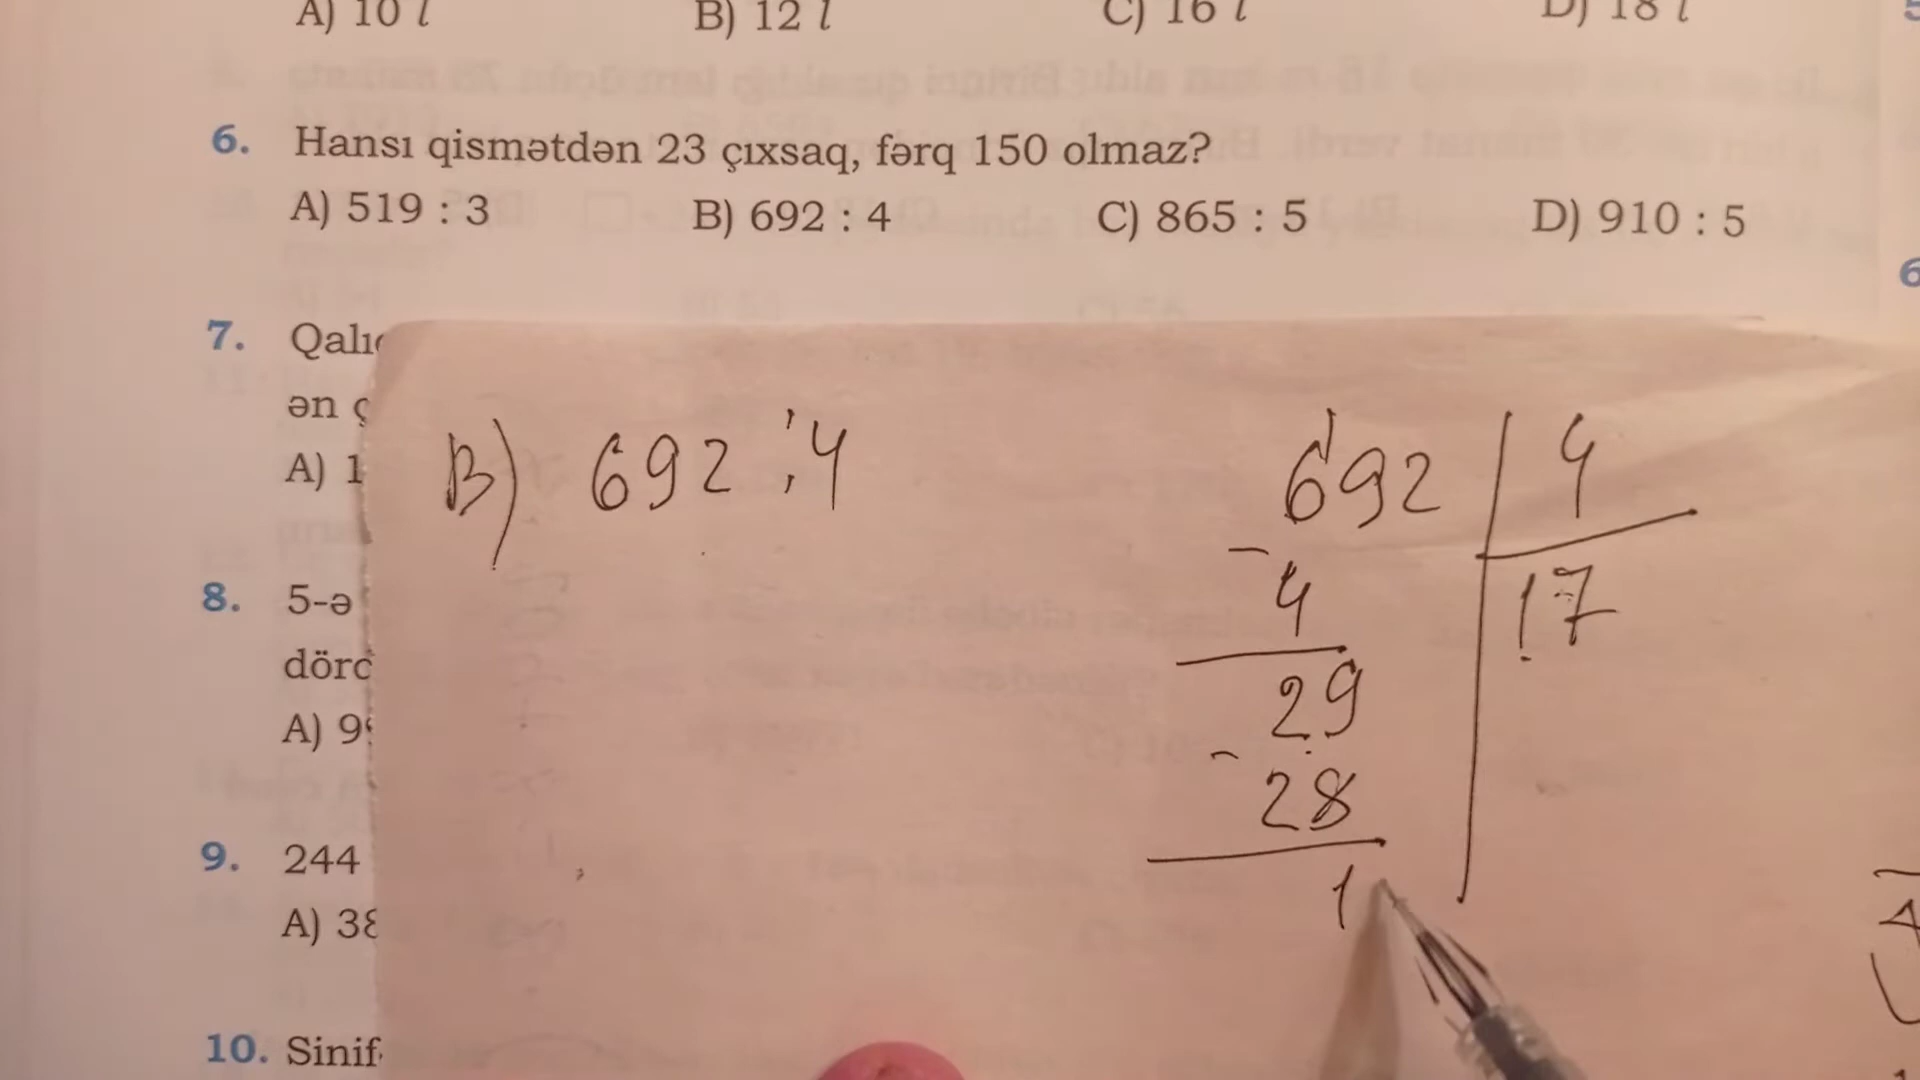 A) 10 l B) 12 l C) 16 l D) 18 l
6. Hansı qismətdən 23 çıxsaq, fərq 150 olmaz?
A) 519 : 3 B) 692 : 4 C) 865 : 5 D) 910 : 5
6
7. Qalı
ən ç
A) 1
8. 5-ə
dörd
A) 9
9. 244
A) 38
10. Sinif
B) 692 : 4
692 4
- 4 17
29
- 28
1